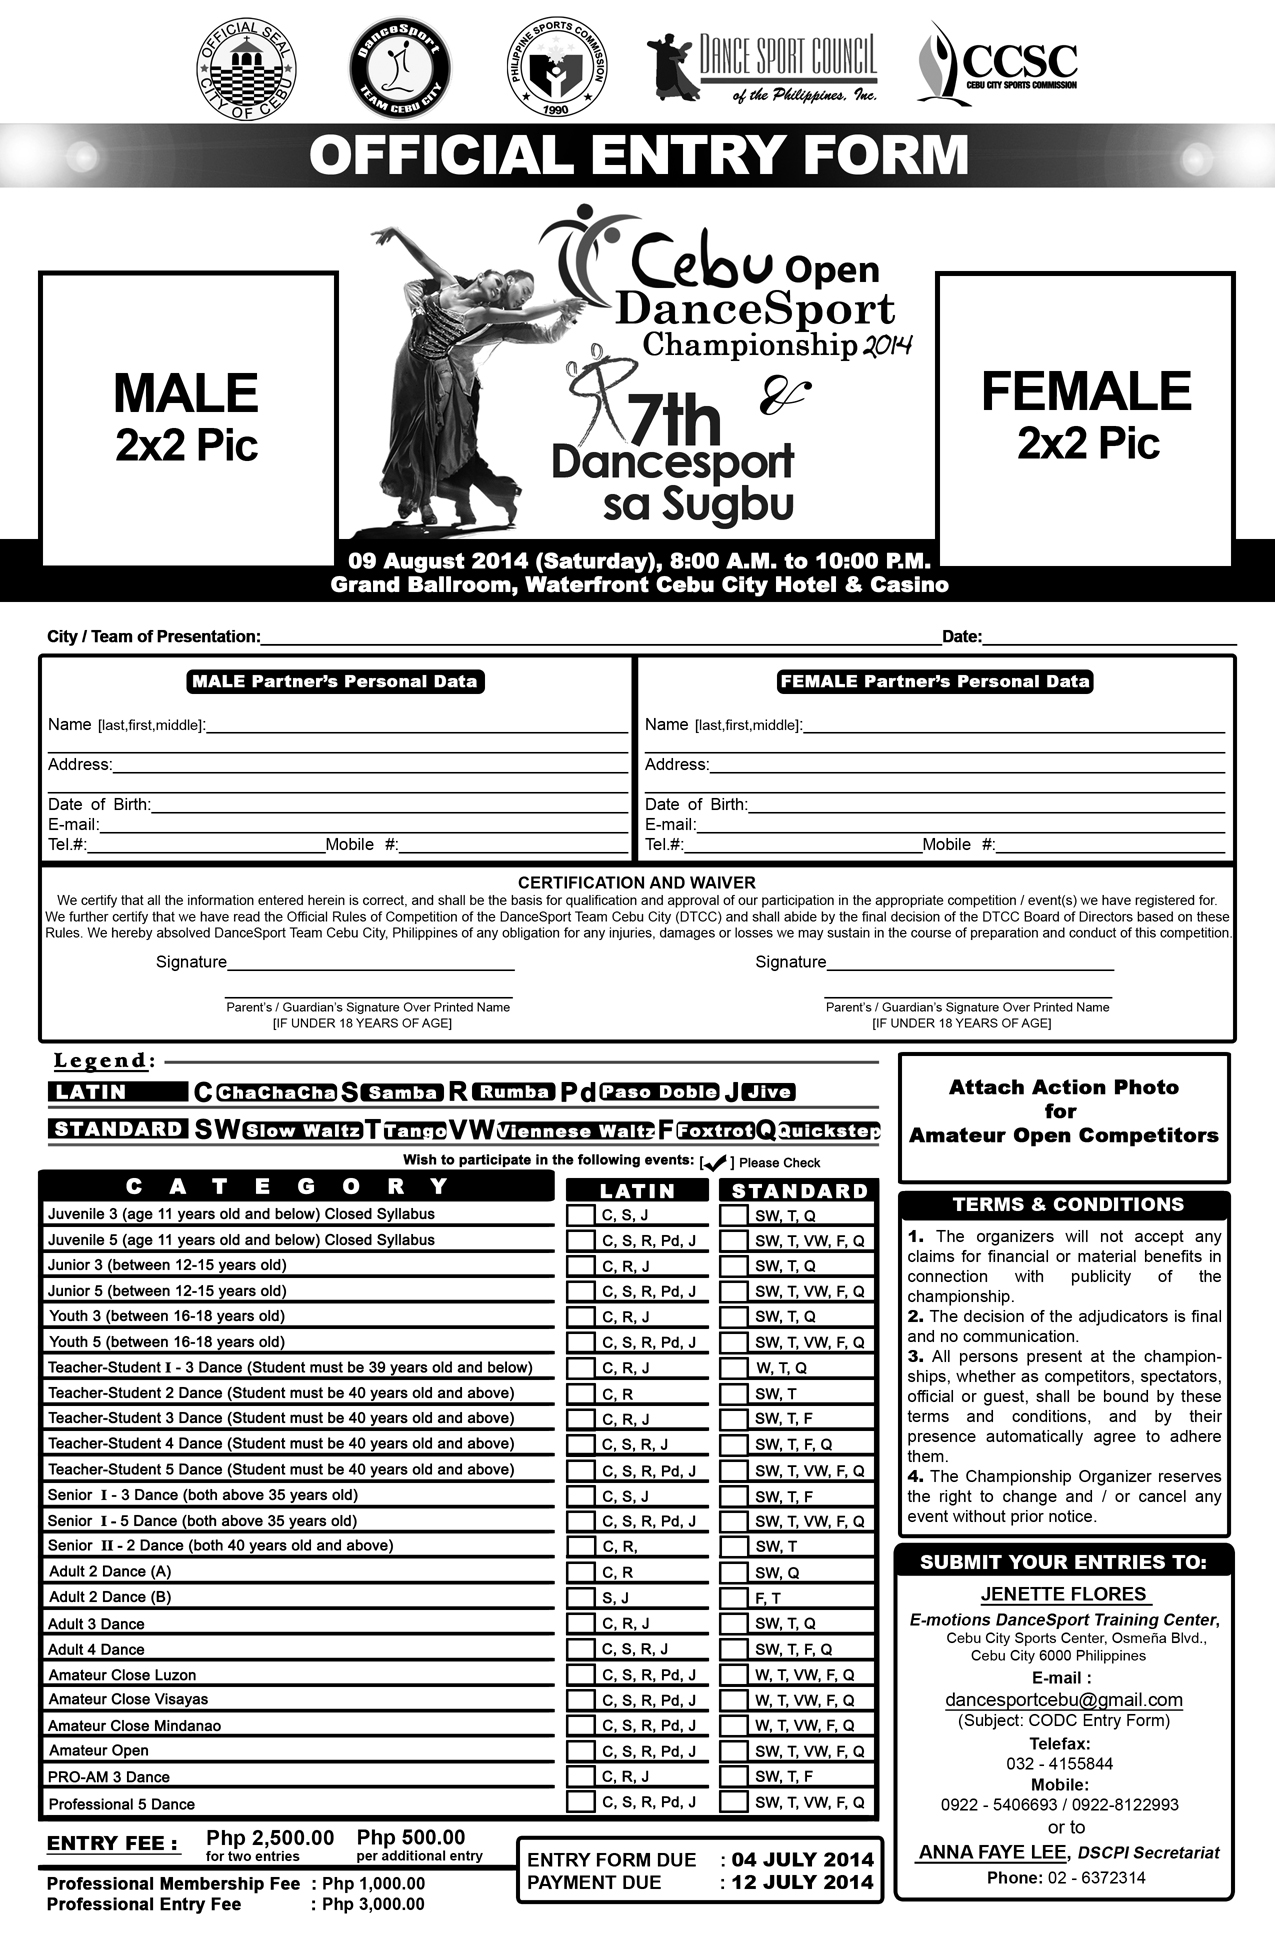 OFFICIAL SEAL
CITY OF CEBU
DanceSport
TEAM CEBU CITY
PHILIPPINE SPORTS COMMISSION
1990
DANCE SPORT COUNCIL
of the Philippines, Inc.
CCSC
CEBU CITY SPORTS COMMISSION
OFFICIAL ENTRY FORM
MALE
2x2 Pic
Cebu Open
DanceSport
Championship 2014
&
7th
Dancesport
sa Sugbu
FEMALE
2x2 Pic
09 August 2014 (Saturday), 8:00 A.M. to 10:00 P.M.
Grand Ballroom, Waterfront Cebu City Hotel & Casino
City / Team of Presentation: Date:
MALE Partner's Personal Data
Name [last,first,middle]:
Address:
Date of Birth:
E-mail:
Tel.#: Mobile #:
FEMALE Partner's Personal Data
Name [last,first,middle]:
Address:
Date of Birth:
E-mail:
Tel.#: Mobile #:
CERTIFICATION AND WAIVER
We certify that all the information entered herein is correct, and shall be the basis for qualification and approval of our participation in the appropriate competition / event(s) we have registered for.
We further certify that we have read the Official Rules of Competition of the DanceSport Team Cebu City (DTCC) and shall abide by the final decision of the DTCC Board of Directors based on these
Rules. We hereby absolved DanceSport Team Cebu City, Philippines of any obligation for any injuries, damages or losses we may sustain in the course of preparation and conduct of this competition.
Signature Signature
Parent's / Guardian's Signature Over Printed Name Parent's / Guardian's Signature Over Printed Name
[IF UNDER 18 YEARS OF AGE] [IF UNDER 18 YEARS OF AGE]
Legend:
LATIN C ChaChaCha S Samba R Rumba Pd Paso Doble J Jive
STANDARD SW Slow Waltz T Tango VW Viennese Waltz F Foxtrot Q Quickstep
Wish to participate in the following events: [✓] Please Check
CATEGORY LATIN STANDARD
Juvenile 3 (age 11 years old and below) Closed Syllabus C, S, J SW, T, Q
Juvenile 5 (age 11 years old and below) Closed Syllabus C, S, R, Pd, J SW, T, VW, F, Q
Junior 3 (between 12-15 years old) C, R, J SW, T, Q
Junior 5 (between 12-15 years old) C, S, R, Pd, J SW, T, VW, F, Q
Youth 3 (between 16-18 years old) C, R, J SW, T, Q
Youth 5 (between 16-18 years old) C, S, R, Pd, J SW, T, VW, F, Q
Teacher-Student I - 3 Dance (Student must be 39 years old and below) C, R, J W, T, Q
Teacher-Student 2 Dance (Student must be 40 years old and above) C, R SW, T
Teacher-Student 3 Dance (Student must be 40 years old and above) C, R, J SW, T, F
Teacher-Student 4 Dance (Student must be 40 years old and above) C, S, R, J SW, T, F, Q
Teacher-Student 5 Dance (Student must be 40 years old and above) C, S, R, Pd, J SW, T, VW, F, Q
Senior I - 3 Dance (both above 35 years old) C, S, J SW, T, F
Senior I - 5 Dance (both above 35 years old) C, S, R, Pd, J SW, T, VW, F, Q
Senior II - 2 Dance (both 40 years old and above) C, R, SW, T
Adult 2 Dance (A) C, R SW, Q
Adult 2 Dance (B) S, J F, T
Adult 3 Dance C, R, J SW, T, Q
Adult 4 Dance C, S, R, J SW, T, F, Q
Amateur Close Luzon C, S, R, Pd, J W, T, VW, F, Q
Amateur Close Visayas C, S, R, Pd, J W, T, VW, F, Q
Amateur Close Mindanao C, S, R, Pd, J W, T, VW, F, Q
Amateur Open C, S, R, Pd, J SW, T, VW, F, Q
PRO-AM 3 Dance C, R, J SW, T, F
Professional 5 Dance C, S, R, Pd, J SW, T, VW, F, Q
ENTRY FEE : Php 2,500.00 Php 500.00
for two entries per additional entry
Professional Membership Fee : Php 1,000.00
Professional Entry Fee : Php 3,000.00
ENTRY FORM DUE : 04 JULY 2014
PAYMENT DUE : 12 JULY 2014
Attach Action Photo
for
Amateur Open Competitors
TERMS & CONDITIONS
1. The organizers will not accept any
claims for financial or material benefits in
connection with publicity of the
championship.
2. The decision of the adjudicators is final
and no communication.
3. All persons present at the champion-
ships, whether as competitors, spectators,
official or guest, shall be bound by these
terms and conditions, and by their
presence automatically agree to adhere
them.
4. The Championship Organizer reserves
the right to change and / or cancel any
event without prior notice.
SUBMIT YOUR ENTRIES TO:
JENETTE FLORES
E-motions DanceSport Training Center,
Cebu City Sports Center, Osmeña Blvd.,
Cebu City 6000 Philippines
E-mail :
dancesportcebu@gmail.com
(Subject: CODC Entry Form)
Telefax:
032 - 4155844
Mobile:
0922 - 5406693 / 0922-8122993
or to
ANNA FAYE LEE, DSCPI Secretariat
Phone: 02 - 6372314